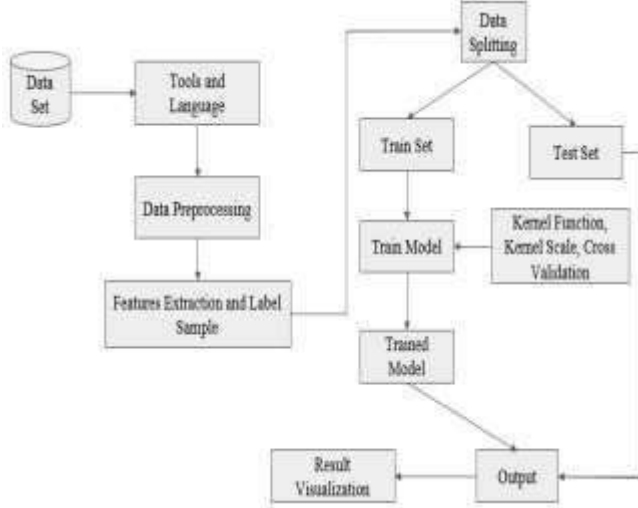 Data
Set
Tools and
Language
Data Preprocessing
Features Extraction and Label
Sample
Data
Splitting
Train Set
Test Set
Train Model
Kernel Function,
Kernel Scale, Cross
Validation
Trained
Model
Output
Result
Visualization